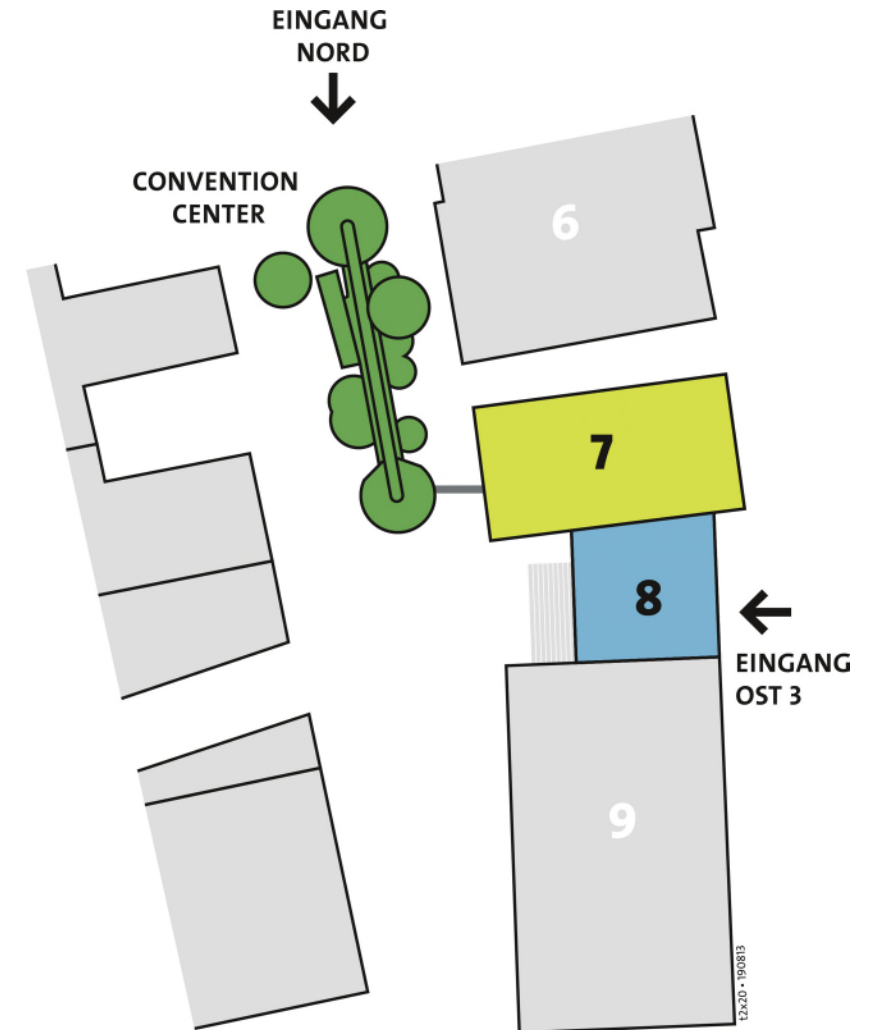 EINGANG
NORD
CONVENTION
CENTER
6
7
8
EINGANG
OST 3
9
t2x20 • 190813